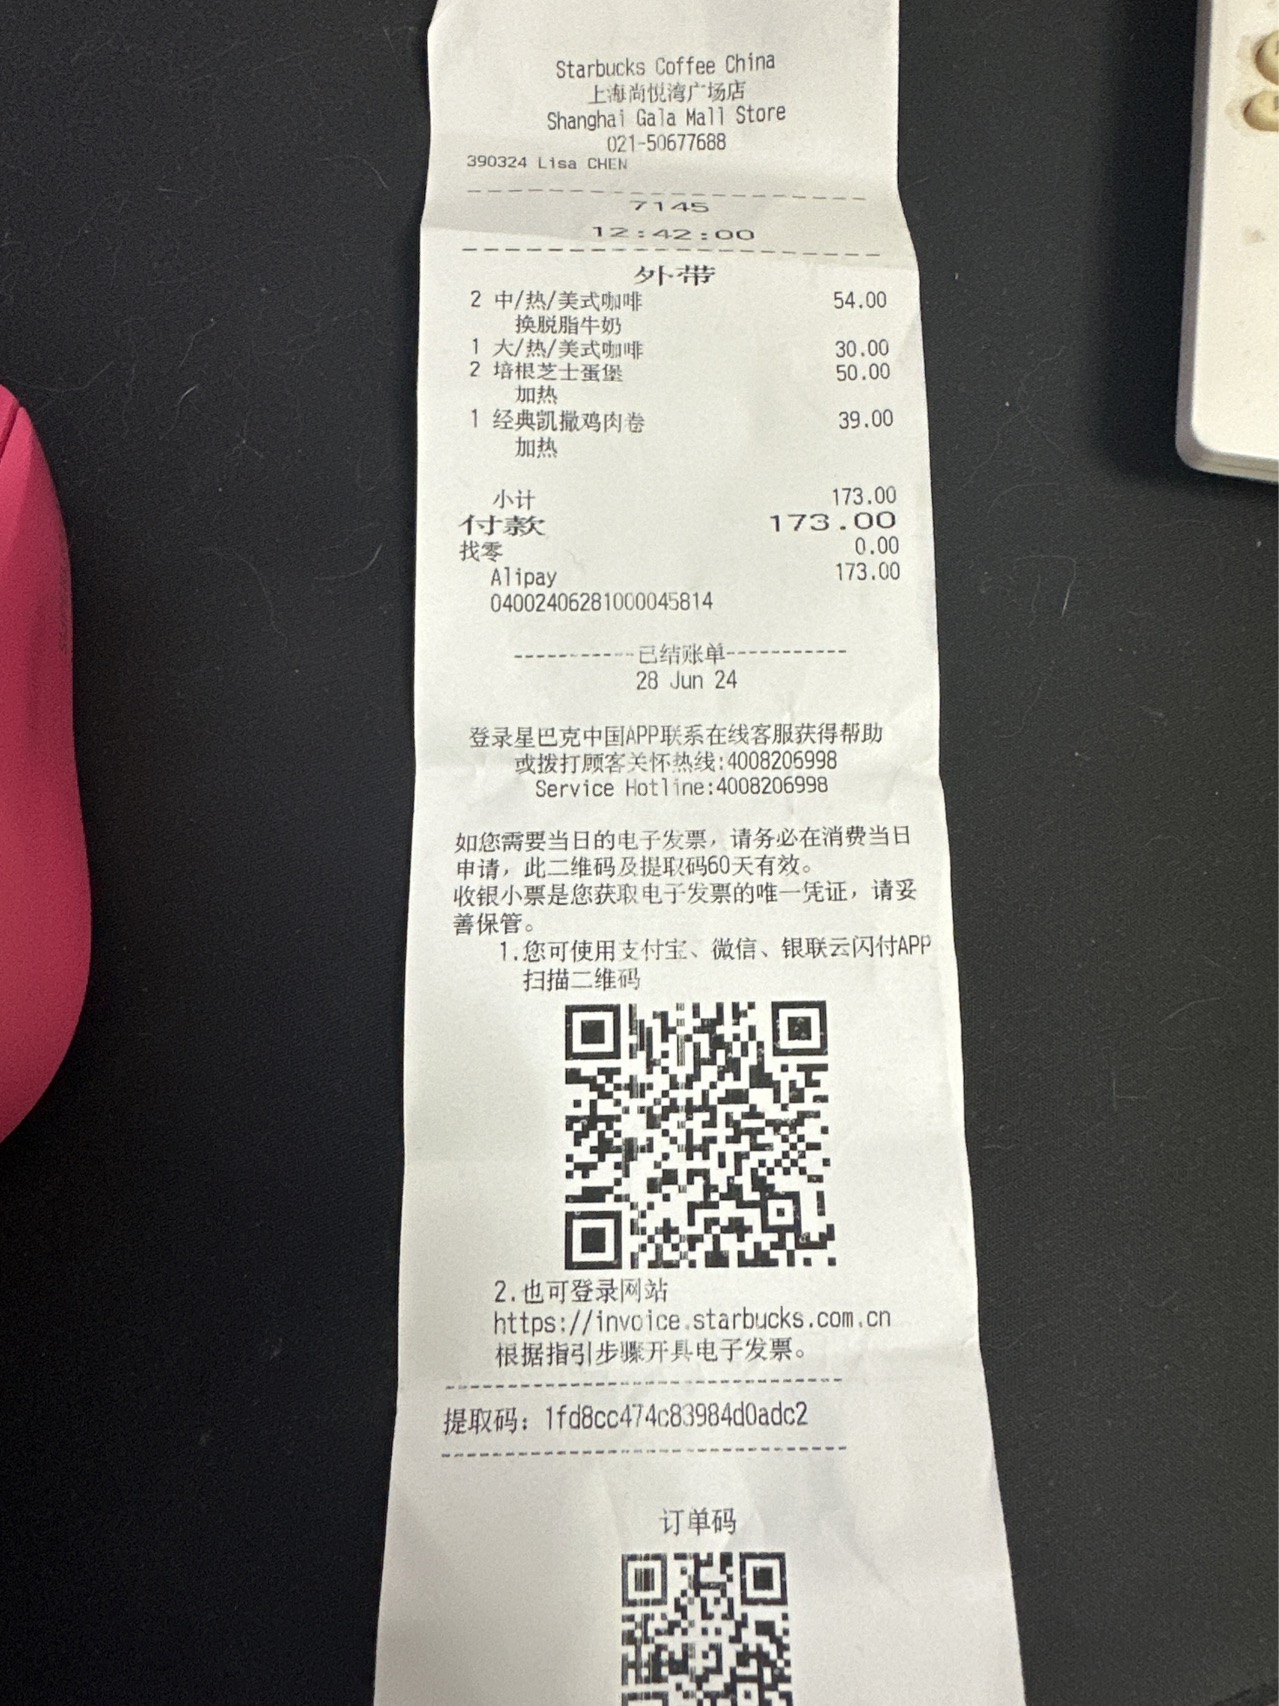 Starbucks Coffee China
上海尚悦湾广场店
Shanghai Gala Mall Store
021-50677688
390324 Lisa CHEN
7145
12:42:00
外带
2 中/热/美式咖啡 54.00
换脱脂牛奶
1 大/热/美式咖啡 30.00
2 培根芝士蛋堡 50.00
加热
1 经典凯撒鸡肉卷 39.00
加热
小计 173.00
付款 173.00
找零 0.00
Alipay 173.00
04002406281000045814
-----------已结账单-----------
28 Jun 24
登录星巴克中国APP联系在线客服获得帮助
或拨打顾客关怀热线:4008206998
Service Hotline:4008206998
如您需要当日的电子发票，请务必在消费当日
申请，此二维码及提取码60天有效。
收银小票是您获取电子发票的唯一凭证，请妥
善保管。
1.您可使用支付宝、微信、银联云闪付APP
扫描二维码
2.也可登录网站
https://invoice.starbucks.com.cn
根据指引步骤开具电子发票。
提取码：1fd8cc474c83984d0adc2
订单码